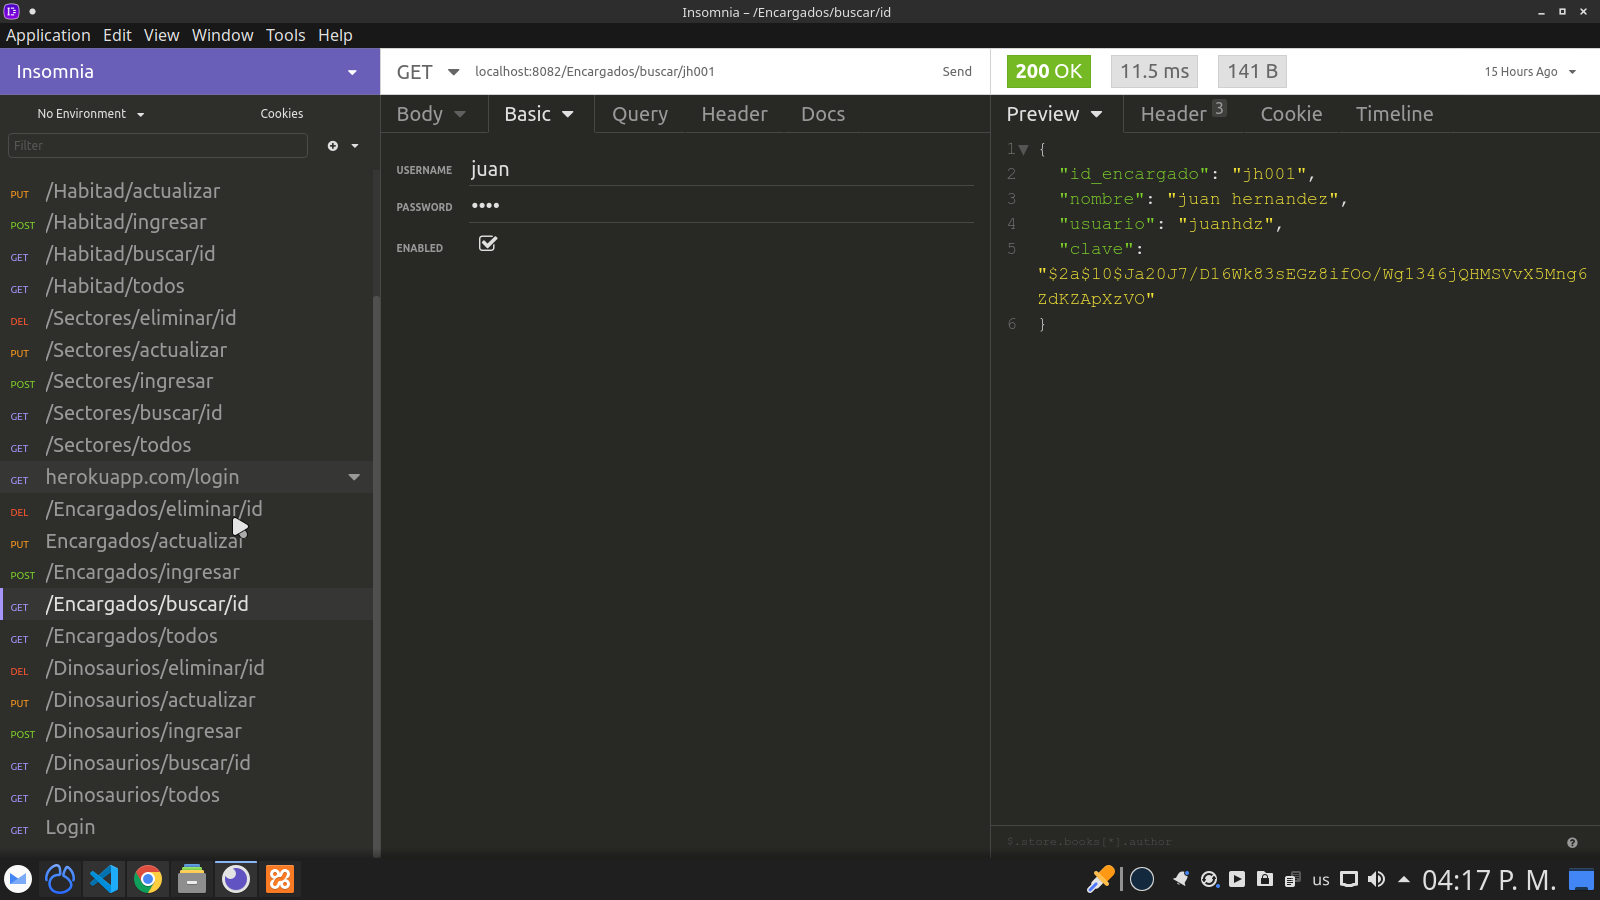 Insomnia – /Encargados/buscar/id
Application Edit View Window Tools Help
Insomnia
GET localhost:8082/Encargados/buscar/jh001 Send
200 OK 11.5 ms 141 B 15 Hours Ago
No Environment Cookies
Filter
Body Basic Query Header Docs
Preview Header 3 Cookie Timeline
PUT /Habitad/actualizar
POST /Habitad/ingresar
GET /Habitad/buscar/id
GET /Habitad/todos
DEL /Sectores/eliminar/id
PUT /Sectores/actualizar
POST /Sectores/ingresar
GET /Sectores/buscar/id
GET /Sectores/todos
GET herokuapp.com/login
DEL /Encargados/eliminar/id
PUT Encargados/actualizar
POST /Encargados/ingresar
GET /Encargados/buscar/id
GET /Encargados/todos
DEL /Dinosaurios/eliminar/id
PUT /Dinosaurios/actualizar
POST /Dinosaurios/ingresar
GET /Dinosaurios/buscar/id
GET /Dinosaurios/todos
GET Login
USERNAME juan
PASSWORD ••••
ENABLED
1 {
2 "id_encargado": "jh001",
3 "nombre": "juan hernandez",
4 "usuario": "juanhdz",
5 "clave":
"$2a$10$Ja20J7/Dl6Wk83sEGz8ifOo/Wgl346jQHMSVvX5Mng6
ZdKZApXzVO"
6 }
$.store.books[*].author
us 04:17 P. M.